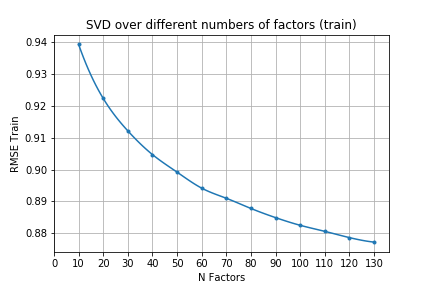 SVD over different numbers of factors (train)
0.94
0.93
0.92
0.91
0.90
0.89
0.88
RMSE Train
0 10 20 30 40 50 60 70 80 90 100 110 120 130
N Factors